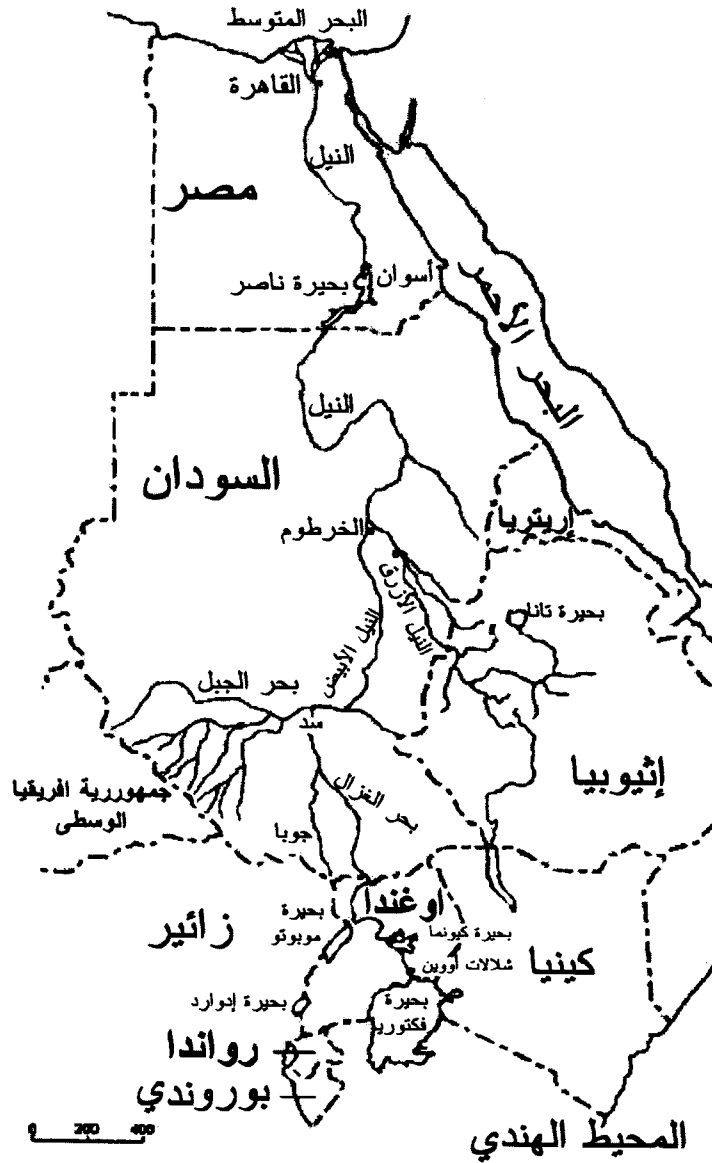 البحر المتوسط
القاهرة
النيل
مصر
أسوان
بحيرة ناصر
البحر الأحمر
النيل
السودان
إريتريا
الخرطوم
بحيرة تانا
النيل الأزرق
النيل الأبيض
بحر الجبل
سد
إثيوبيا
جمهوررية افريقيا
الوسطى
بحر الغزال
جوبا
اوغندا
زائير
بحيرة
موبوتو
بحيرة كيونما
كينيا
شلالات أووين
بحيرة إدوارد
بحيرة
فكتوريا
رواندا
بوروندي
المحيط الهندي
0 200 400